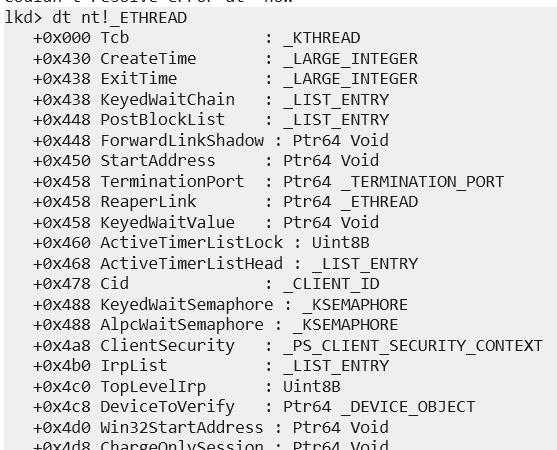 lkd> dt nt!_ETHREAD
+0x000 Tcb : _KTHREAD
+0x430 CreateTime : _LARGE_INTEGER
+0x438 ExitTime : _LARGE_INTEGER
+0x438 KeyedWaitChain : _LIST_ENTRY
+0x448 PostBlockList : _LIST_ENTRY
+0x448 ForwardLinkShadow : Ptr64 Void
+0x450 StartAddress : Ptr64 Void
+0x458 TerminationPort : Ptr64 _TERMINATION_PORT
+0x458 ReaperLink : Ptr64 _ETHREAD
+0x458 KeyedWaitValue : Ptr64 Void
+0x460 ActiveTimerListLock : Uint8B
+0x468 ActiveTimerListHead : _LIST_ENTRY
+0x478 Cid : _CLIENT_ID
+0x488 KeyedWaitSemaphore : _KSEMAPHORE
+0x488 AlpcWaitSemaphore : _KSEMAPHORE
+0x4a8 ClientSecurity : _PS_CLIENT_SECURITY_CONTEXT
+0x4b0 IrpList : _LIST_ENTRY
+0x4c0 TopLevelIrp : Uint8B
+0x4c8 DeviceToVerify : Ptr64 _DEVICE_OBJECT
+0x4d0 Win32StartAddress : Ptr64 Void
+0x4d8 ChargeOnlySession : Ptr64 Void